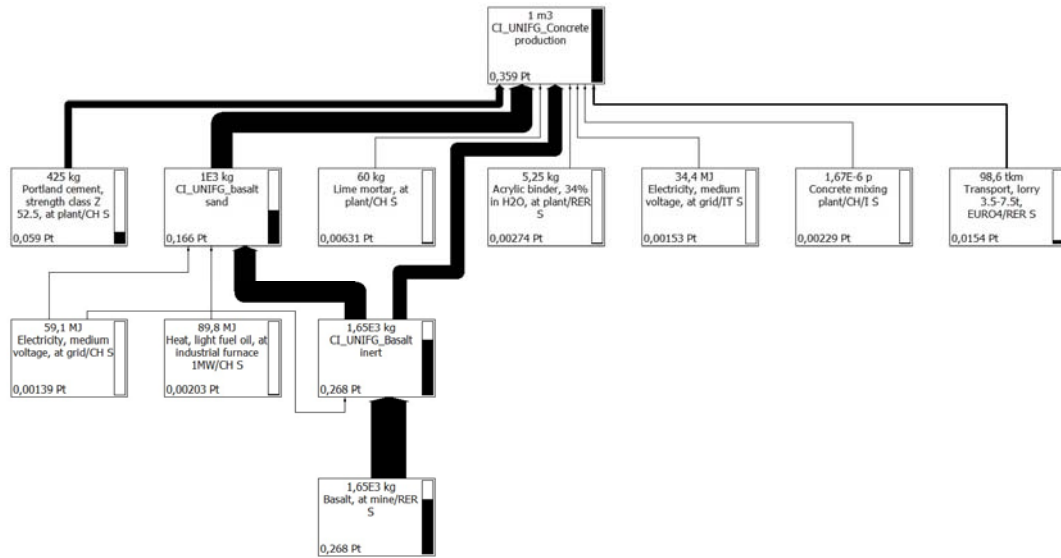 1 m3
CI_UNIFG_Concrete
production
0,359 Pt
425 kg
Portland cement,
strength class Z
52.5, at plant/CH S
0,059 Pt
1E3 kg
CI_UNIFG_basalt
sand
0,166 Pt
60 kg
Lime mortar, at
plant/CH S
0,00631 Pt
5,25 kg
Acrylic binder, 34%
in H2O, at plant/RER
S
0,00274 Pt
34,4 MJ
Electricity, medium
voltage, at grid/IT S
0,00153 Pt
1,67E-6 p
Concrete mixing
plant/CH/I S
0,00229 Pt
98,6 tkm
Transport, lorry
3.5-7.5t,
EURO4/RER S
0,0154 Pt
59,1 MJ
Electricity, medium
voltage, at grid/CH S
0,00139 Pt
89,8 MJ
Heat, light fuel oil, at
industrial furnace
1MW/CH S
0,00203 Pt
1,65E3 kg
CI_UNIFG_Basalt
inert
0,268 Pt
1,65E3 kg
Basalt, at mine/RER
S
0,268 Pt